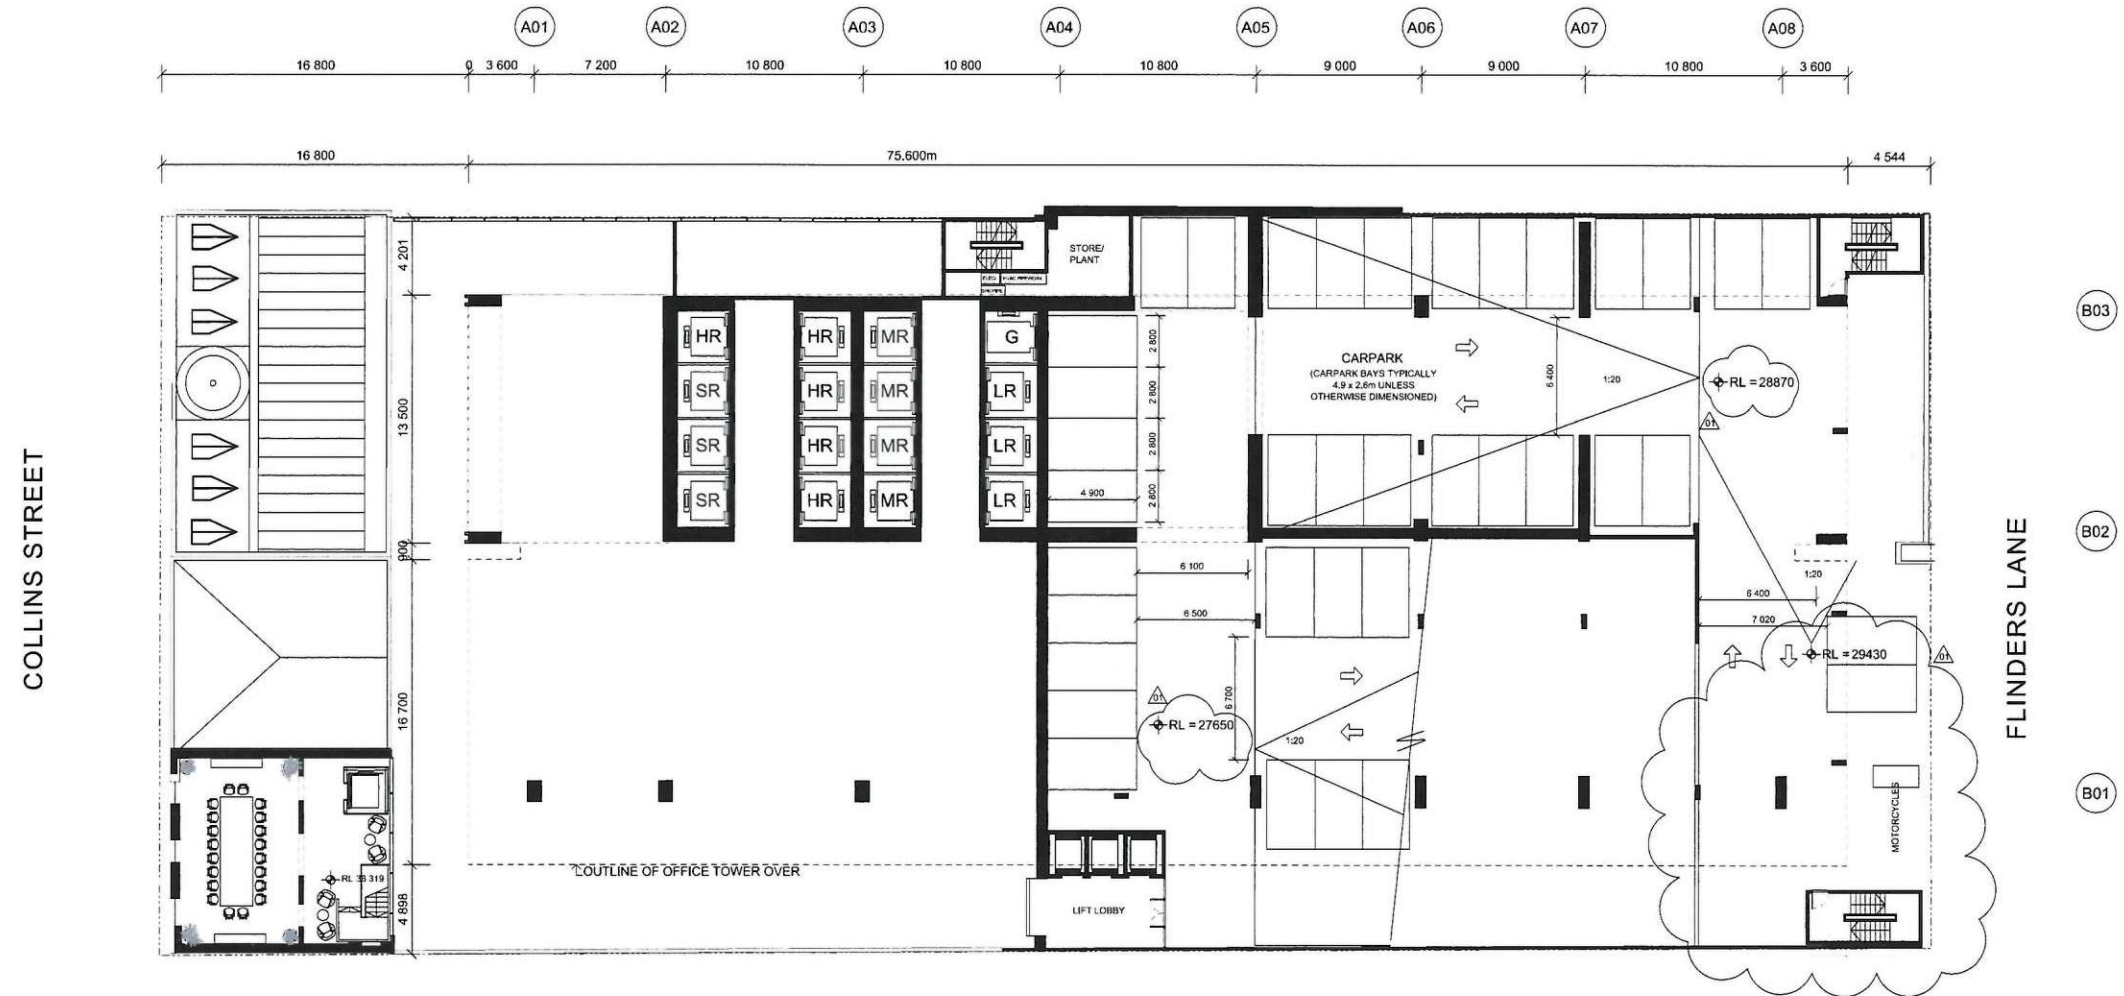 A01 A02 A03 A04 A05 A06 A07 A08
16 800 0 3 600 7 200 10 800 10 800 10 800 9 000 9 000 10 800 3 600
16 800 75.600m 4 544
COLLINS STREET
FLINDERS LANE
B03
B02
B01
4 201
13 500
900
16 700
4 898
STORE/
PLANT
HR HR MR G
SR HR MR LR
SR HR MR LR
SR HR MR LR
2 800
2 800
2 800
2 800
4 900
CARPARK
(CARPARK BAYS TYPICALLY
4.9 x 2.6m UNLESS
OTHERWISE DIMENSIONED)
6 400
1:20
RL = 28870
01
6 100
6 500
6 700
01
RL = 27650
1:20
1:20
6 400
7 020
RL = 29430
01
MOTORCYCLES
RL 319
OUTLINE OF OFFICE TOWER OVER
LIFT LOBBY